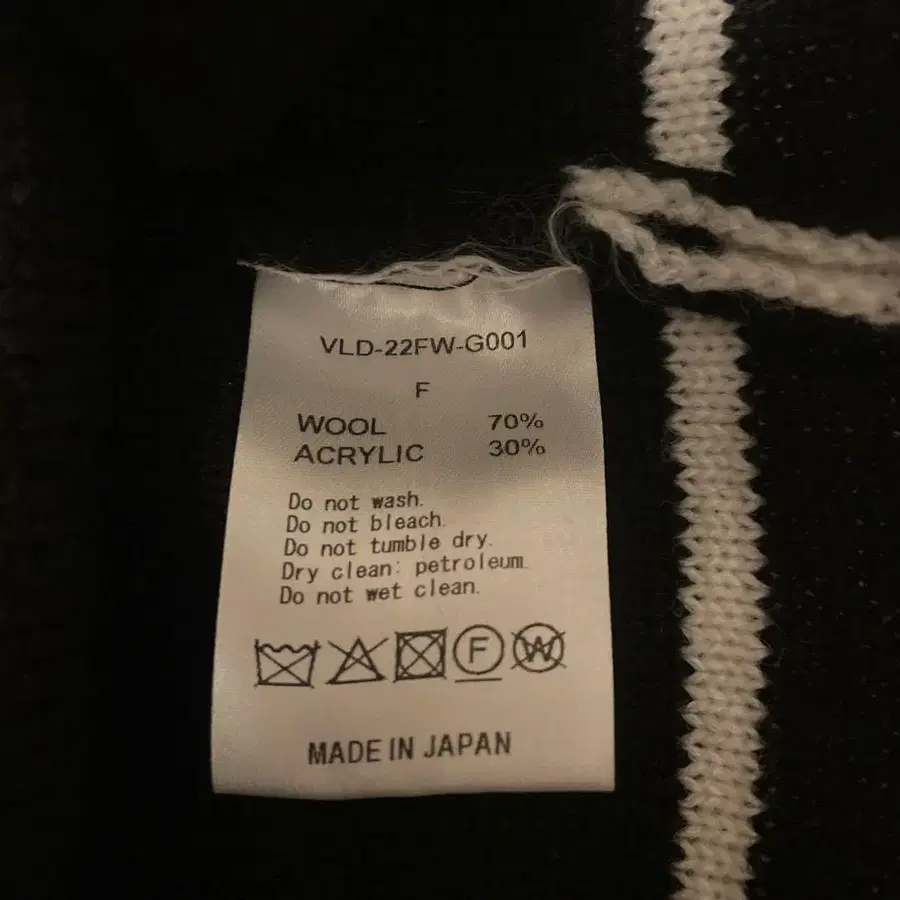 VLD-22FW-G001
F
WOOL 70%
ACRYLIC 30%
Do not wash.
Do not bleach.
Do not tumble dry.
Dry clean: petroleum.
Do not wet clean.
F W
MADE IN JAPAN